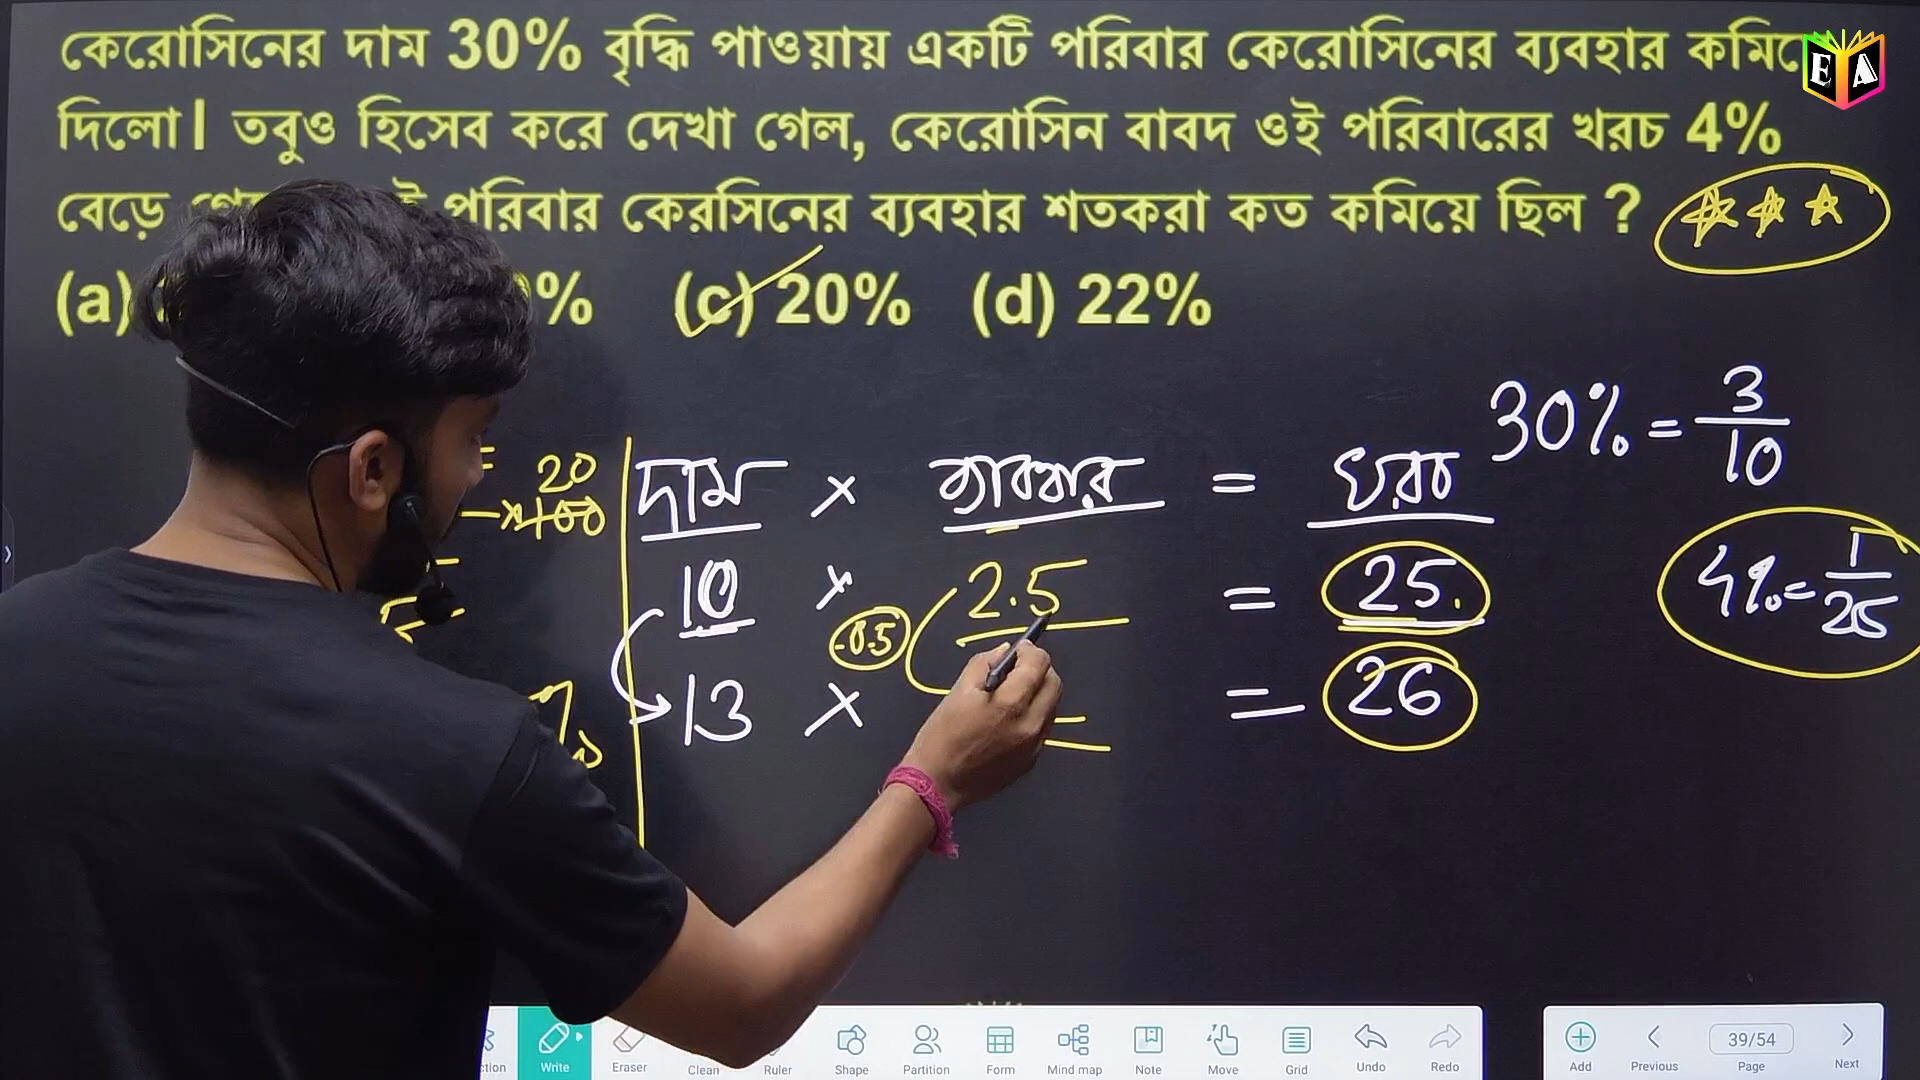 কেরোসিনের দাম 30% বৃদ্ধি পাওয়ায় একটি পরিবার কেরোসিনের ব্যবহার কমিয়ে
দিলো। তবুও হিসেব করে দেখা গেল, কেরোসিন বাবদ ওই পরিবারের খরচ 4%
বেড়ে পরিবার কেরসিনের ব্যবহার শতকরা কত কমিয়ে ছিল ?
(a) % (c) 20% (d) 22%
E A
30% = 3/10
দাম × ব্যবহার = খরচ
20
×100
10 × 2.5 = 25.
4% = 1/25
-0.5
13 × = 26
%
Write
Eraser
Clean
Ruler
Shape
Partition
Form
Mind map
Note
Move
Grid
Undo
Redo
Add
Previous
39/54
Page
Next